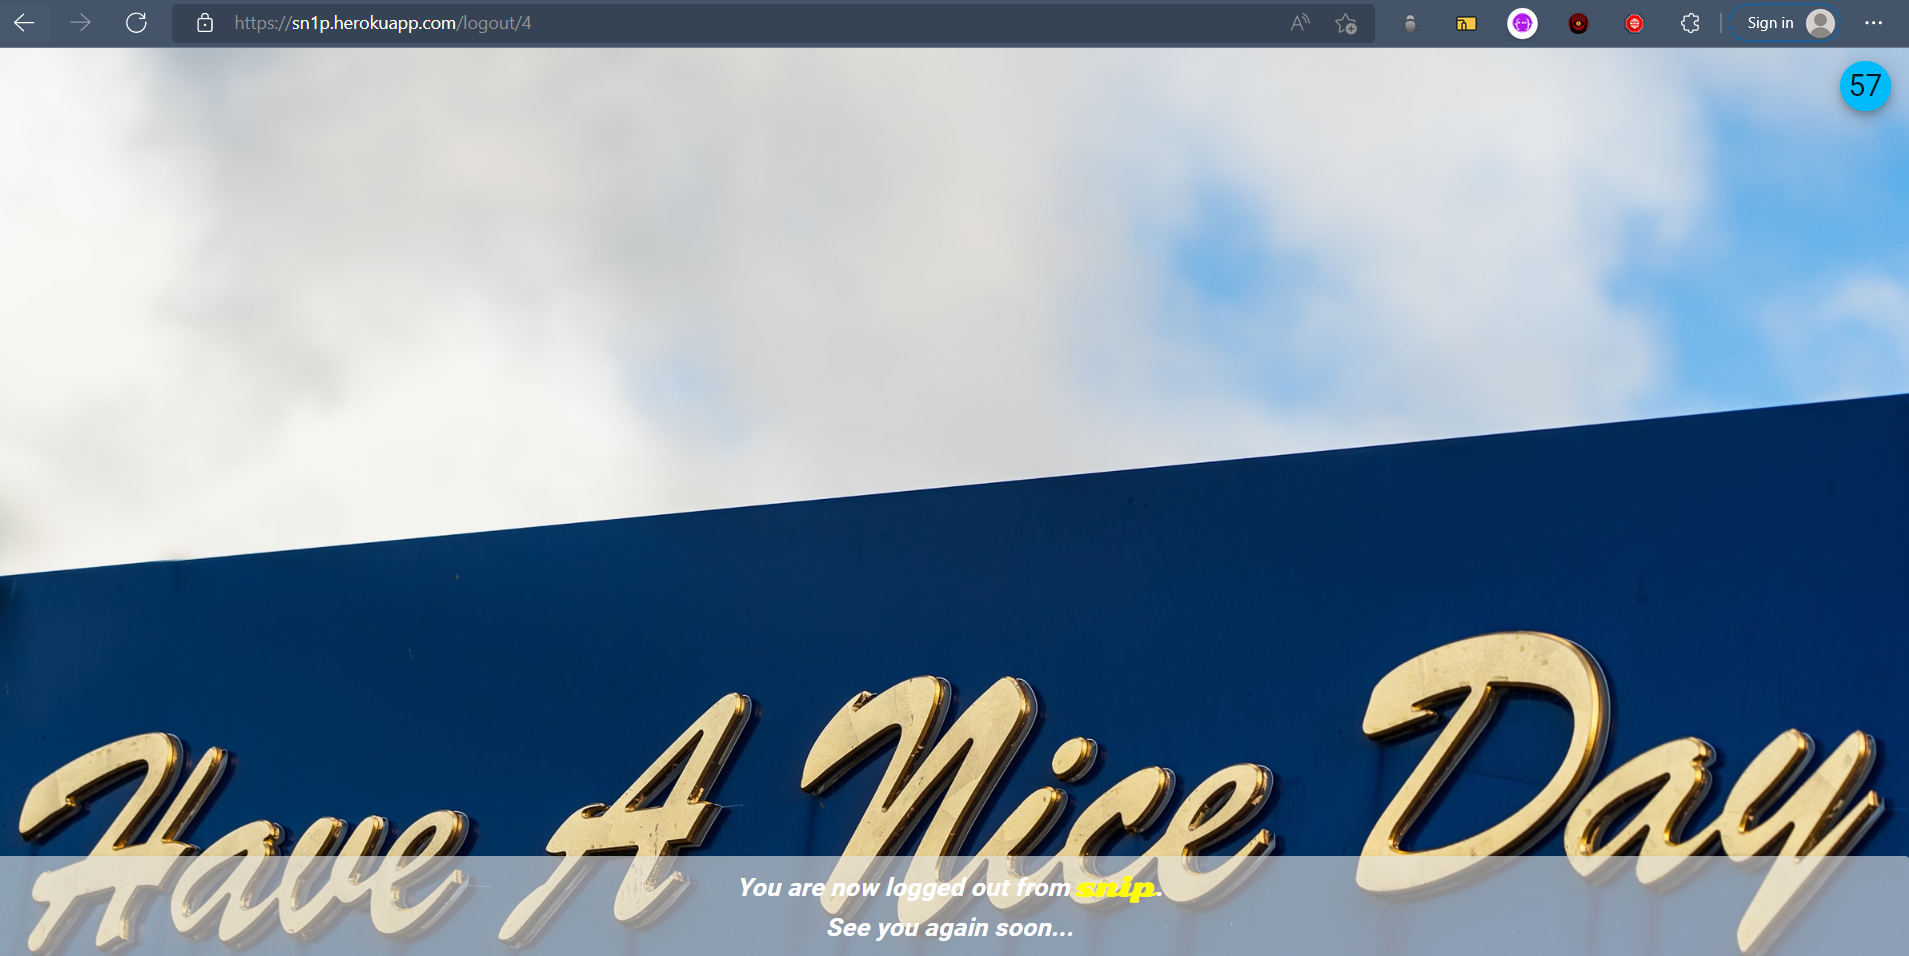 https://sn1p.herokuapp.com/logout/4
Sign in
57
Have A Nice Day
You are now logged out from snip.
See you again soon...